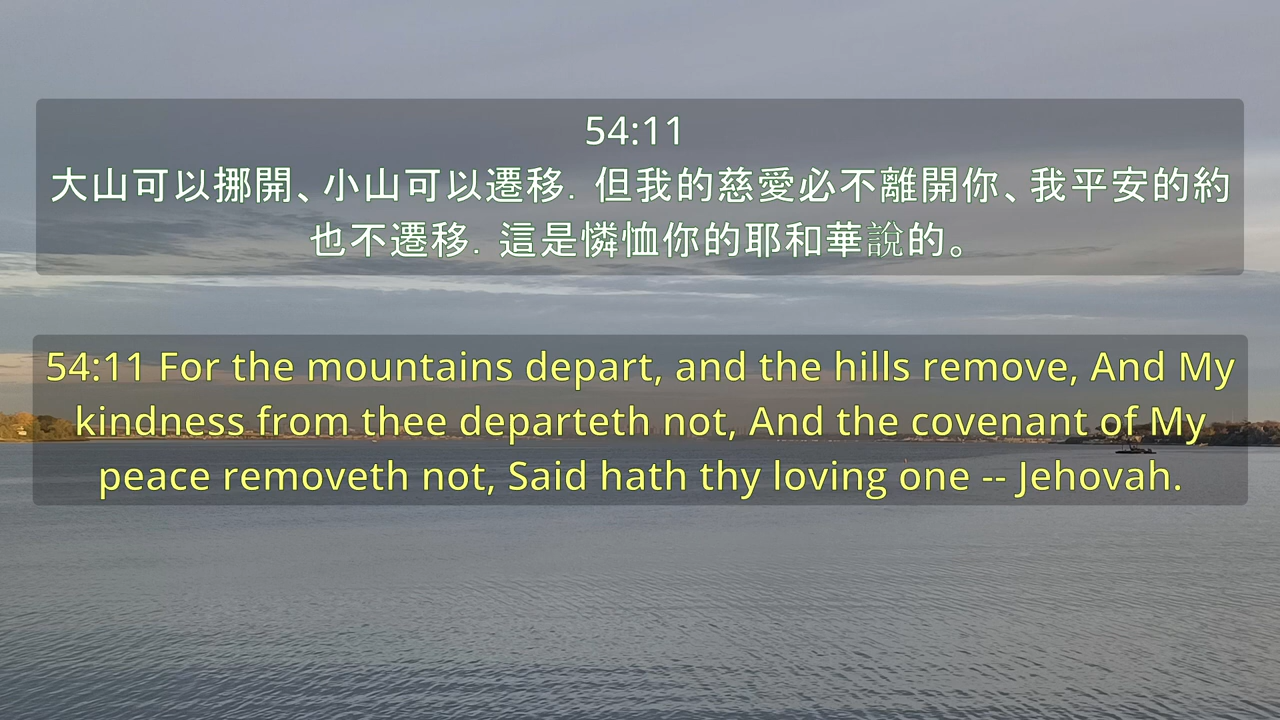 54:11
大山可以挪開、小山可以遷移．但我的慈愛必不離開你、我平安的約
也不遷移．這是憐恤你的耶和華說的。
54:11 For the mountains depart, and the hills remove, And My
kindness from thee departeth not, And the covenant of My
peace removeth not, Said hath thy loving one -- Jehovah.